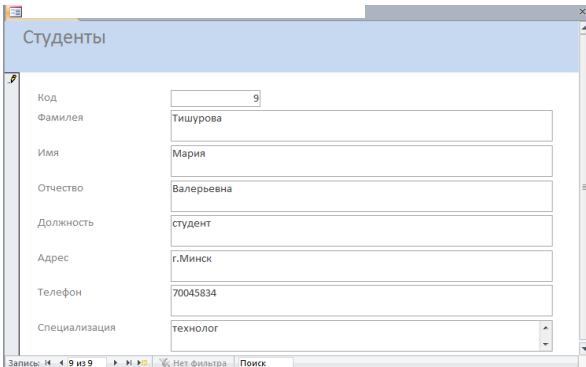 Студенты
Код 9
Фамилея Тишурова
Имя Мария
Отчество Валерьевна
Должность студент
Адрес г.Минск
Телефон 70045834
Специализация технолог
Запись: 9 из 9 Нет фильтра Поиск